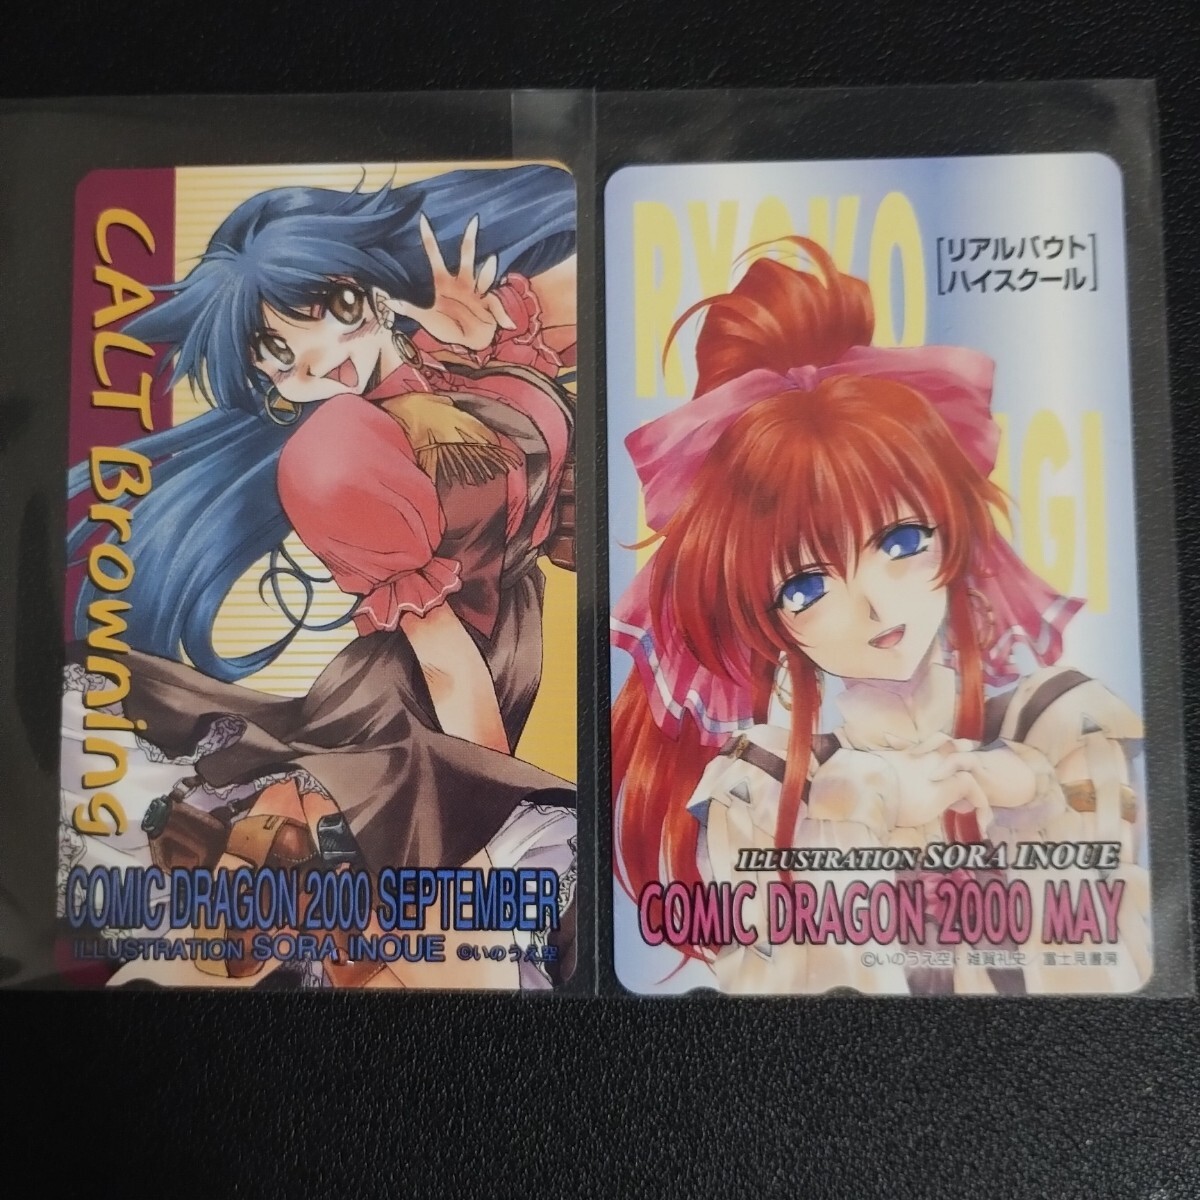 CALT Browning
COMIC DRAGON 2000 SEPTEMBER
ILLUSTRATION SORA INOUE ©いのうえ空
RYOKO
[リアルバウト
ハイスクール]
GI
ILLUSTRATION SORA INOUE
COMIC DRAGON 2000 MAY
©いのうえ空・雑賀礼史/富士見書房